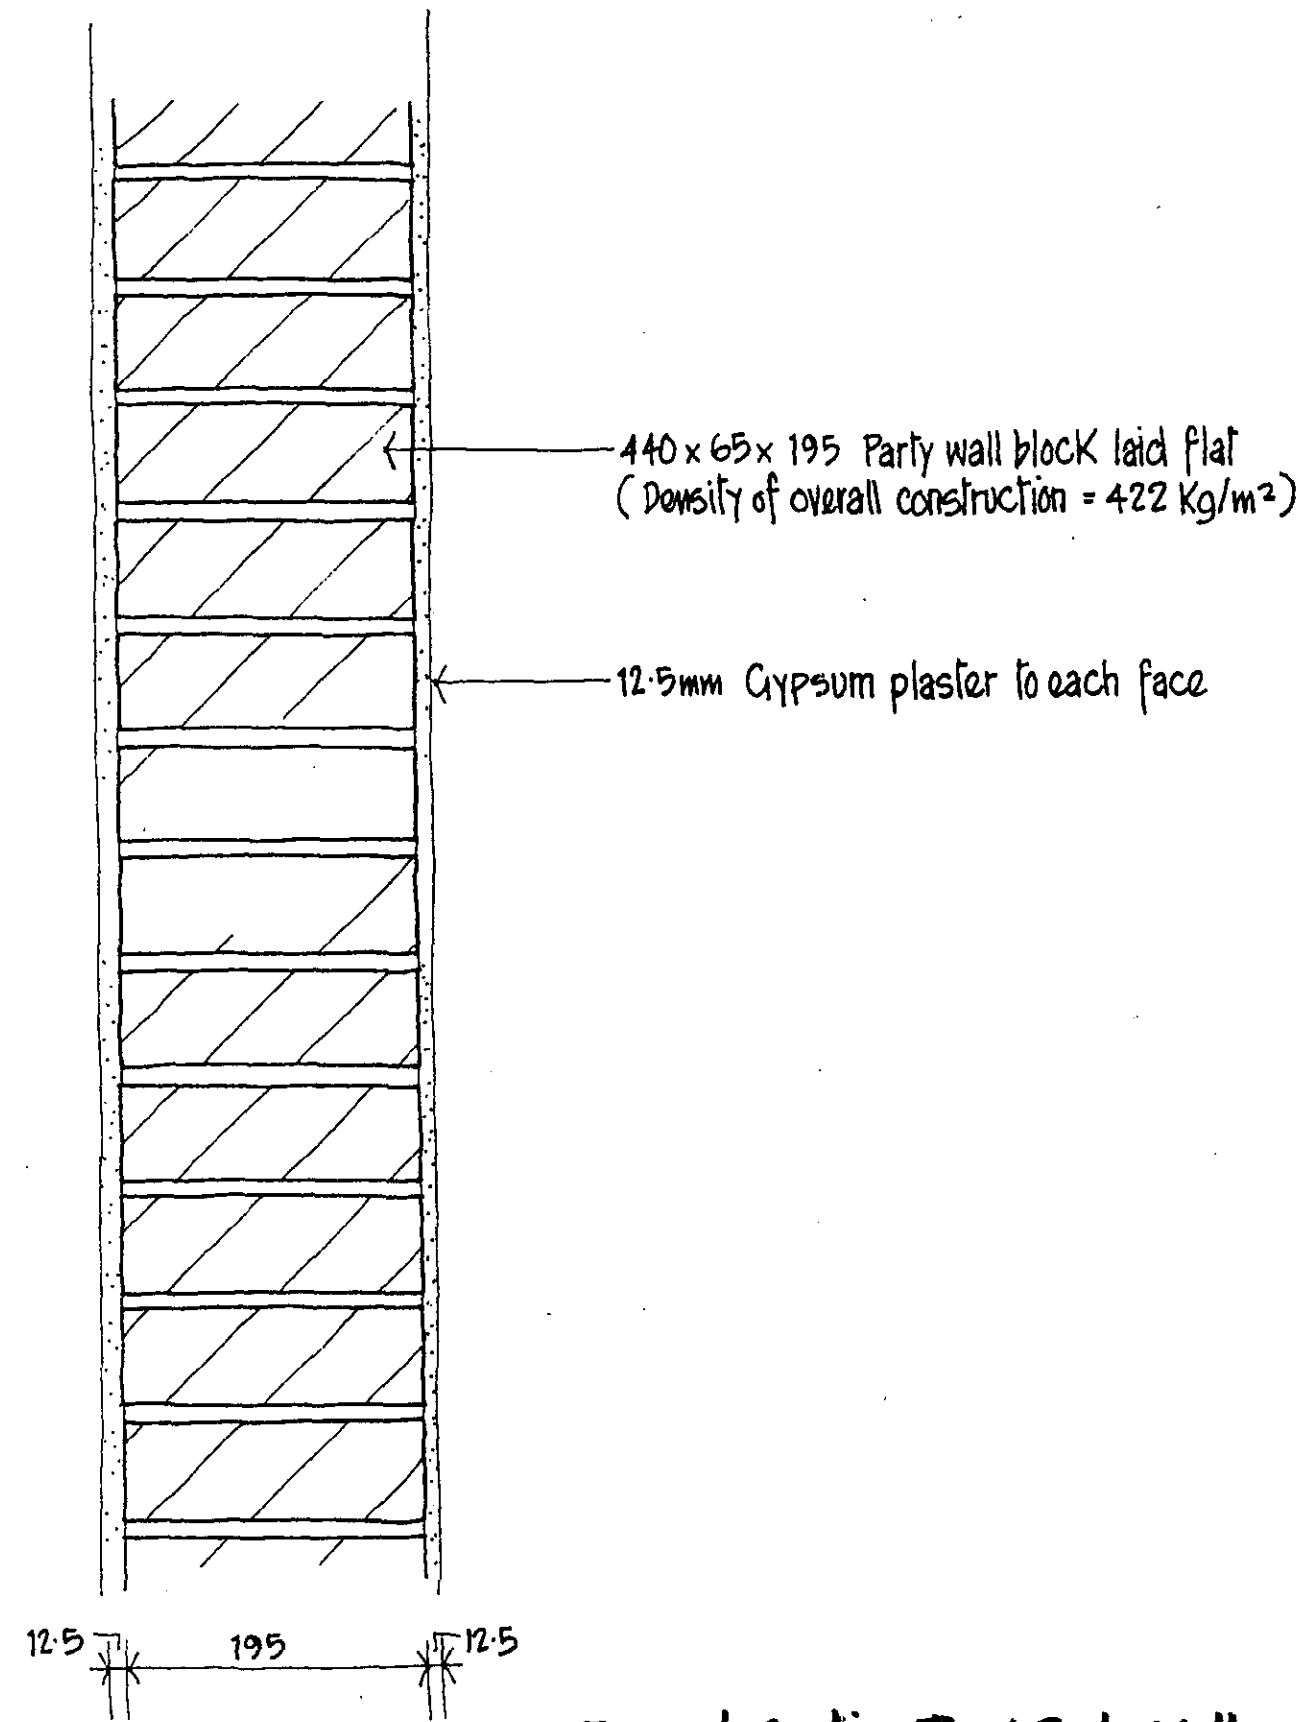 440 x 65 x 195 Party wall block laid flat
( Density of overall construction = 422 Kg/m² )
12·5mm Gypsum plaster to each face
12·5
195
12·5